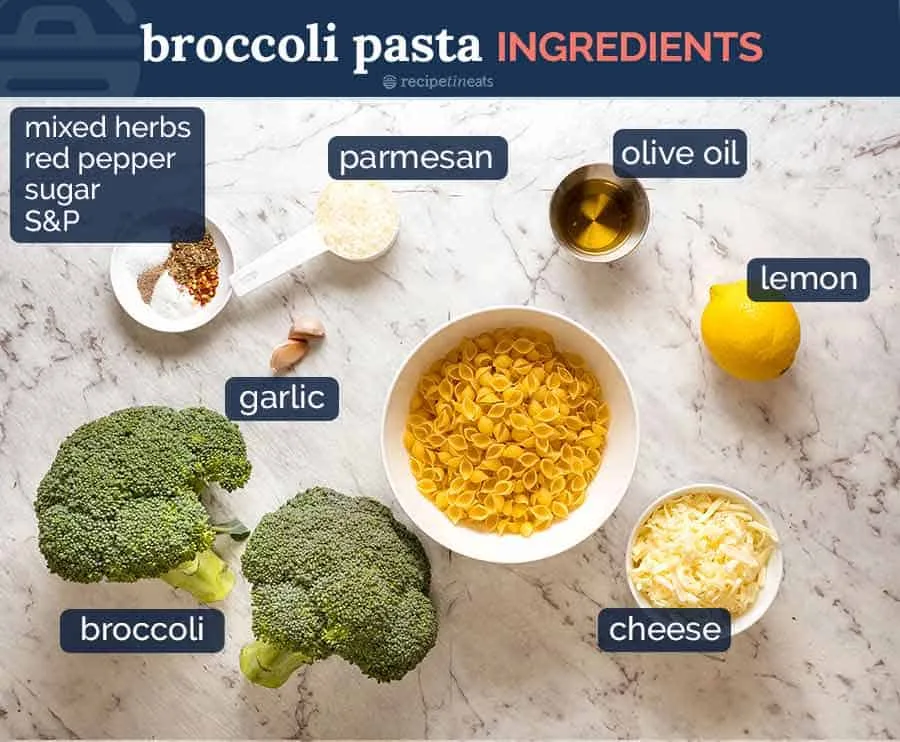 broccoli pasta INGREDIENTS
recipetineats
mixed herbs
red pepper
sugar
S&P
parmesan
olive oil
lemon
garlic
broccoli
cheese